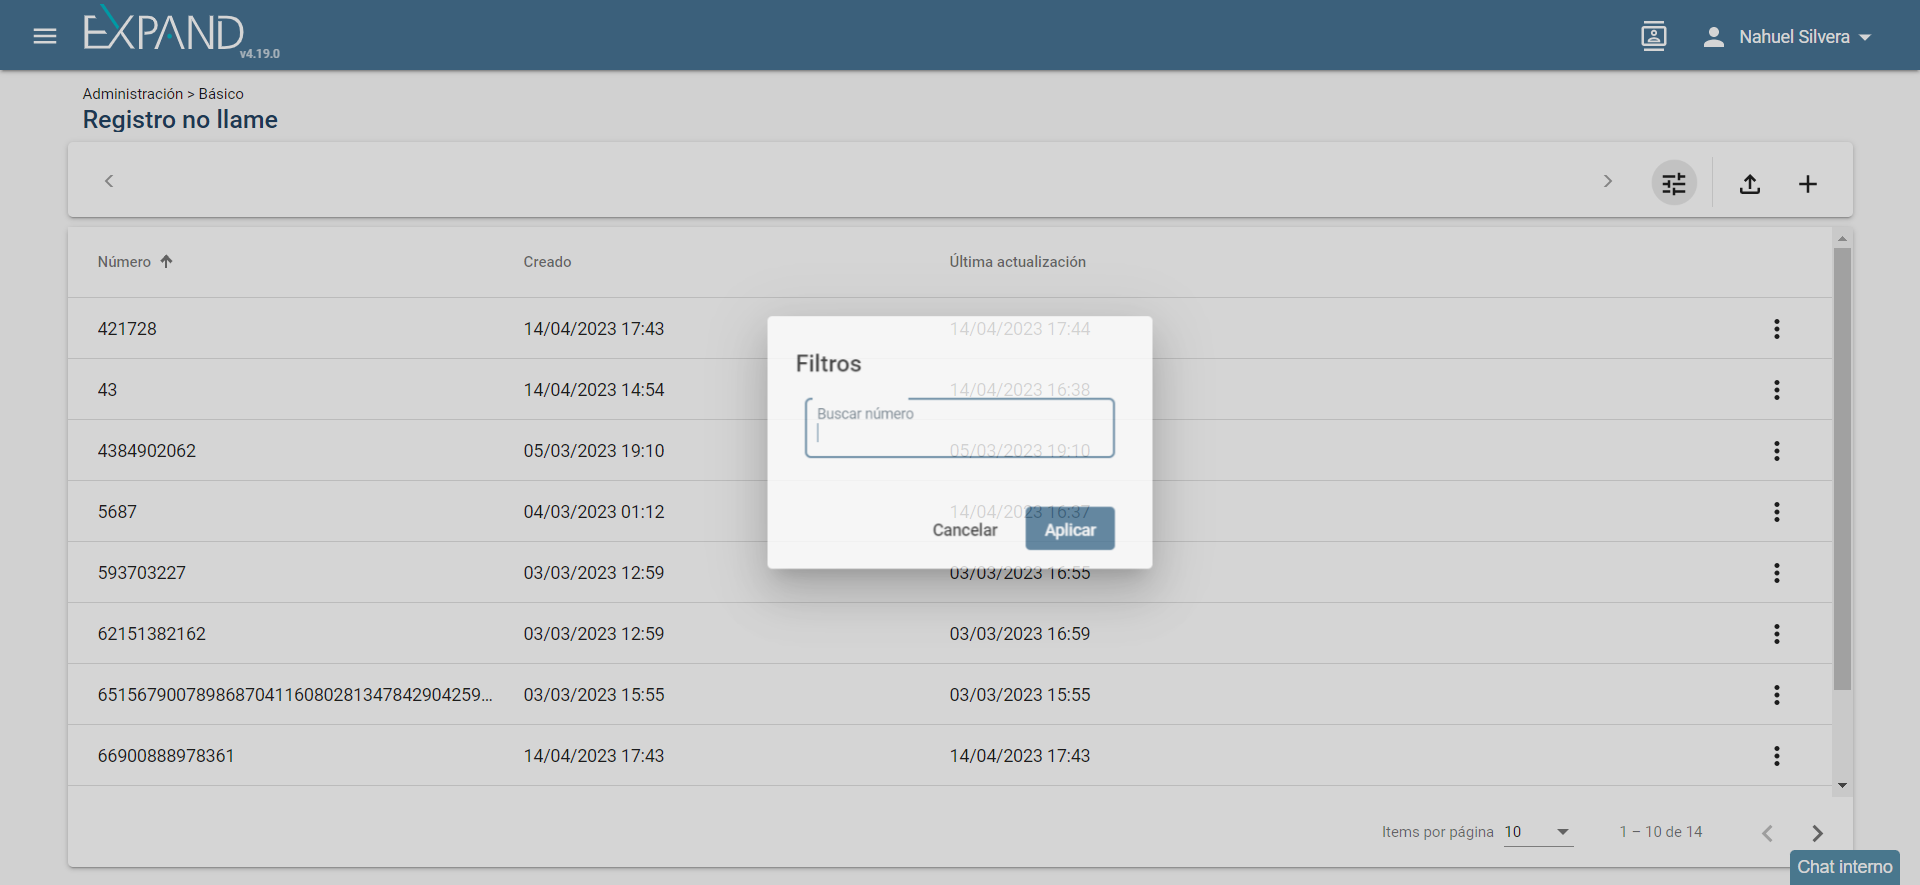 EXPAND
v4.19.0
Nahuel Silvera
Administración > Básico
Registro no llame
Número Creado Última actualización
421728 14/04/2023 17:43 14/04/2023 17:44
43 14/04/2023 14:54 14/04/2023 16:38
4384902062 05/03/2023 19:10 05/03/2023 19:10
5687 04/03/2023 01:12 14/04/2023 16:37
593703227 03/03/2023 12:59 03/03/2023 16:55
62151382162 03/03/2023 12:59 03/03/2023 16:59
651567900789868704116080281347842904259... 03/03/2023 15:55 03/03/2023 15:55
66900888978361 14/04/2023 17:43 14/04/2023 17:43
Filtros
Buscar número
Cancelar Aplicar
Items por página 10 1 – 10 de 14
Chat interno